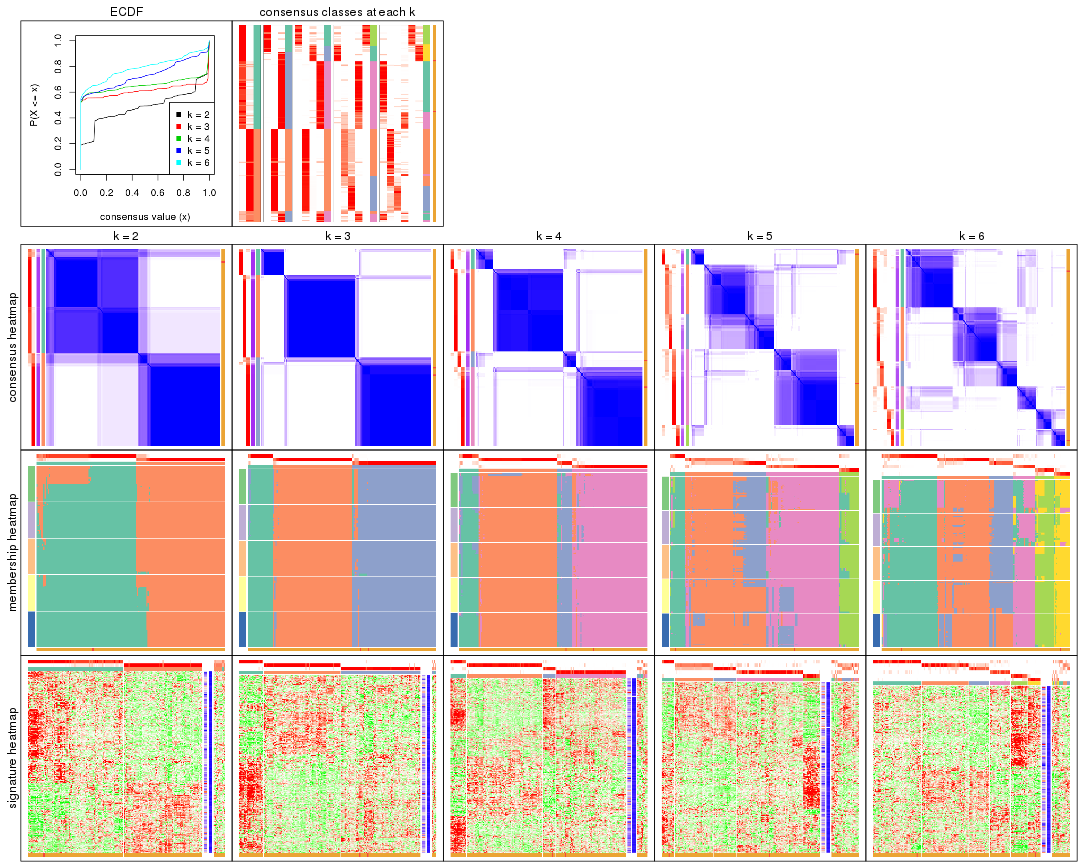 ECDF
consensus classes at each k
P(X <= x)
0.0 0.2 0.4 0.6 0.8 1.0
k = 2
k = 3
k = 4
k = 5
k = 6
0.0 0.2 0.4 0.6 0.8 1.0
consensus value (x)
k = 2
k = 3
k = 4
k = 5
k = 6
consensus heatmap
membership heatmap
signature heatmap